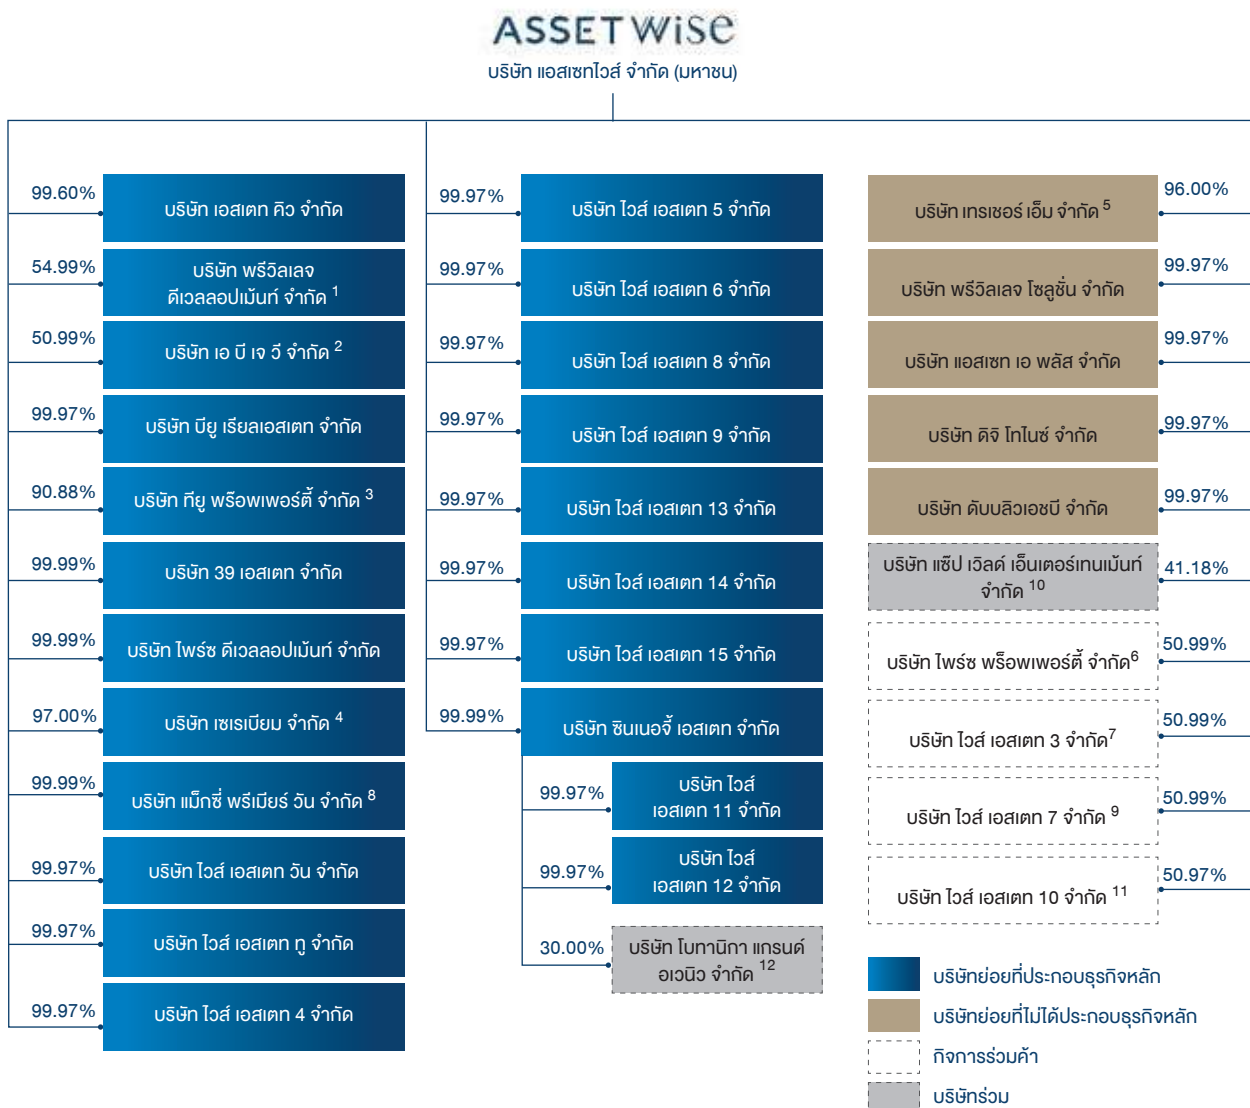 ASSETWISE
บริษัท แอสเซทไวส์ จำกัด (มหาชน)
99.60%
บริษัท เอสเตท คิว จำกัด
54.99%
บริษัท พรีวิลเลจ
ดีเวลลอปเม้นท์ จำกัด 1
50.99%
บริษัท เอ บี เจ วี จำกัด 2
99.97%
บริษัท บียู เรียลเอสเตท จำกัด
90.88%
บริษัท ทียู พร๊อพเพอร์ตี้ จำกัด 3
99.99%
บริษัท 39 เอสเตท จำกัด
99.99%
บริษัท ไพร์ซ ดีเวลลอปเม้นท์ จำกัด
97.00%
บริษัท เซเรเบียม จำกัด 4
99.99%
บริษัท แม็กซี่ พรีเมียร์ วัน จำกัด 8
99.97%
บริษัท ไวส์ เอสเตท วัน จำกัด
99.97%
บริษัท ไวส์ เอสเตท ทู จำกัด
99.97%
บริษัท ไวส์ เอสเตท 4 จำกัด
99.97%
บริษัท ไวส์ เอสเตท 5 จำกัด
99.97%
บริษัท ไวส์ เอสเตท 6 จำกัด
99.97%
บริษัท ไวส์ เอสเตท 8 จำกัด
99.97%
บริษัท ไวส์ เอสเตท 9 จำกัด
99.97%
บริษัท ไวส์ เอสเตท 13 จำกัด
99.97%
บริษัท ไวส์ เอสเตท 14 จำกัด
99.97%
บริษัท ไวส์ เอสเตท 15 จำกัด
99.99%
บริษัท ซินเนอจี้ เอสเตท จำกัด
99.97%
บริษัท ไวส์
เอสเตท 11 จำกัด
99.97%
บริษัท ไวส์
เอสเตท 12 จำกัด
30.00%
บริษัท โบทานิกา แกรนด์
อเวนิว จำกัด 12
บริษัท เทรเชอร์ เอ็ม จำกัด 5
96.00%
บริษัท พรีวิลเลจ โซลูชั่น จำกัด
99.97%
บริษัท แอสเซท เอ พลัส จำกัด
99.97%
บริษัท ดิจิ โทไนซ์ จำกัด
99.97%
บริษัท ดับบลิวเอชบี จำกัด
99.97%
บริษัท แซ๊ป เวิลด์ เอ็นเตอร์เทนเม้นท์
จำกัด 10
41.18%
บริษัท ไพร์ซ พร็อพเพอร์ตี้ จำกัด6
50.99%
บริษัท ไวส์ เอสเตท 3 จำกัด7
50.99%
บริษัท ไวส์ เอสเตท 7 จำกัด 9
50.99%
บริษัท ไวส์ เอสเตท 10 จำกัด 11
50.97%
บริษัทย่อยที่ประกอบธุรกิจหลัก
บริษัทย่อยที่ไม่ได้ประกอบธุรกิจหลัก
กิจการร่วมค้า
บริษัทร่วม